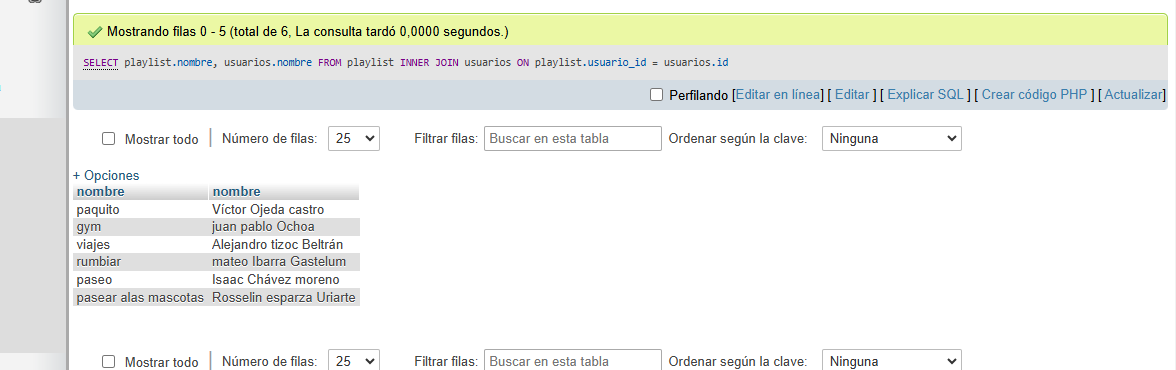 Mostrando filas 0 - 5 (total de 6, La consulta tardó 0,0000 segundos.)
SELECT playlist.nombre, usuarios.nombre FROM playlist INNER JOIN usuarios ON playlist.usuario_id = usuarios.id
Perfilando [Editar en línea] [ Editar ] [ Explicar SQL ] [ Crear código PHP ] [ Actualizar]
Mostrar todo | Número de filas: 25 Filtrar filas: Buscar en esta tabla Ordenar según la clave: Ninguna
+ Opciones
nombre nombre
paquito Víctor Ojeda castro
gym juan pablo Ochoa
viajes Alejandro tizoc Beltrán
rumbiar mateo Ibarra Gastelum
paseo Isaac Chávez moreno
pasear alas mascotas Rosselin esparza Uriarte
Mostrar todo | Número de filas: 25 Filtrar filas: Buscar en esta tabla Ordenar según la clave: Ninguna